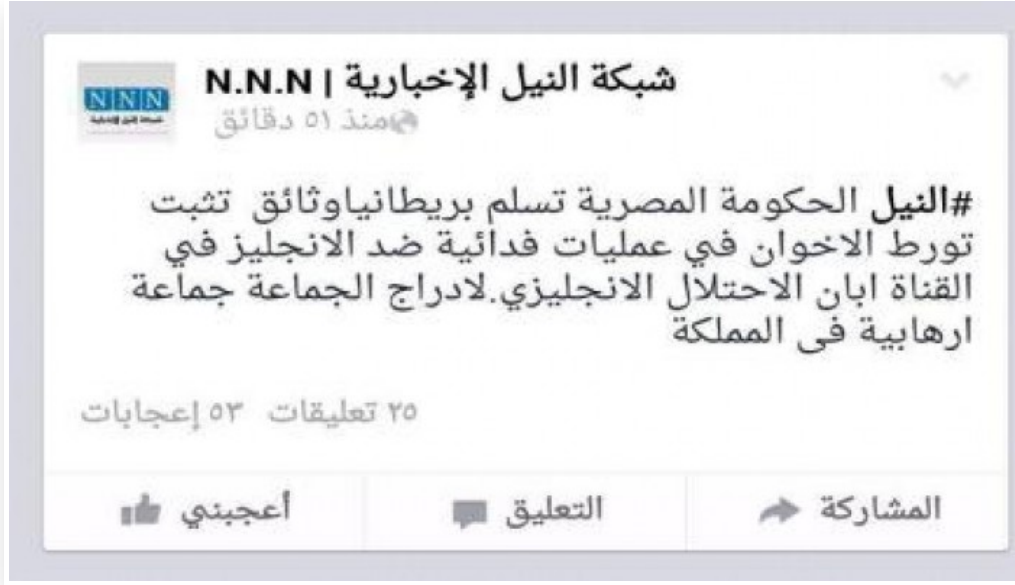 شبكة النيل الإخبارية | N.N.N
منذ ٥١ دقائق
NNN
#النيل الحكومة المصرية تسلم بريطانياوثائق تثبت
تورط الاخوان في عمليات فدائية ضد الانجليز في
القناة ابان الاحتلال الانجليزي.لادراج الجماعة جماعة
ارهابية فى المملكة
٢٥ تعليقات ٥٣ إعجابات
المشاركة التعليق أعجبني